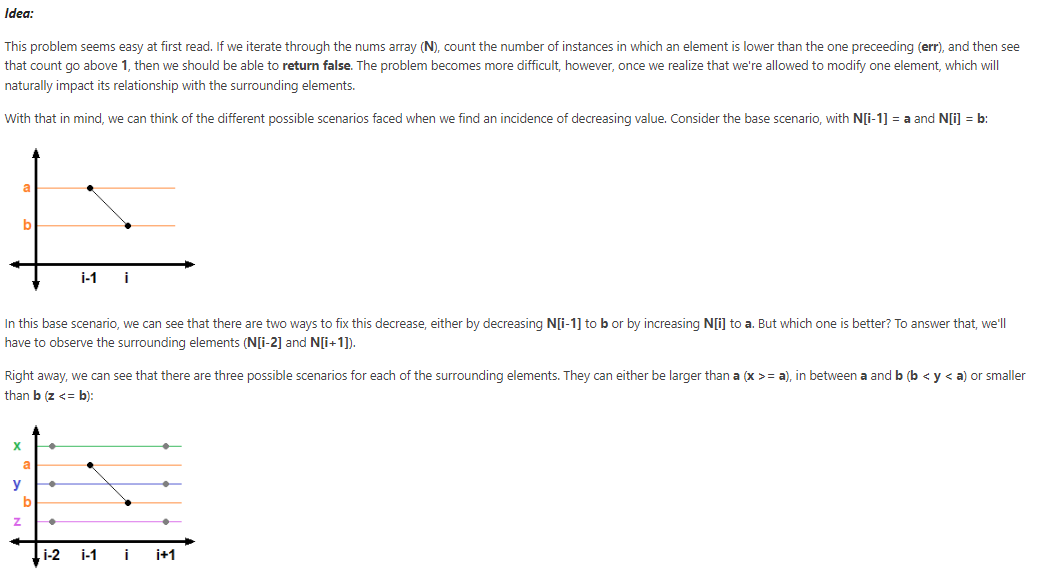 Idea:
This problem seems easy at first read. If we iterate through the nums array (N), count the number of instances in which an element is lower than the one preceeding (err), and then see
that count go above 1, then we should be able to return false. The problem becomes more difficult, however, once we realize that we're allowed to modify one element, which will
naturally impact its relationship with the surrounding elements.
With that in mind, we can think of the different possible scenarios faced when we find an incidence of decreasing value. Consider the base scenario, with N[i-1] = a and N[i] = b:
a
b
i-1 i
In this base scenario, we can see that there are two ways to fix this decrease, either by decreasing N[i-1] to b or by increasing N[i] to a. But which one is better? To answer that, we'll
have to observe the surrounding elements (N[i-2] and N[i+1]).
Right away, we can see that there are three possible scenarios for each of the surrounding elements. They can either be larger than a (x >= a), in between a and b (b < y < a) or smaller
than b (z <= b):
x
a
y
b
z
i-2 i-1 i i+1